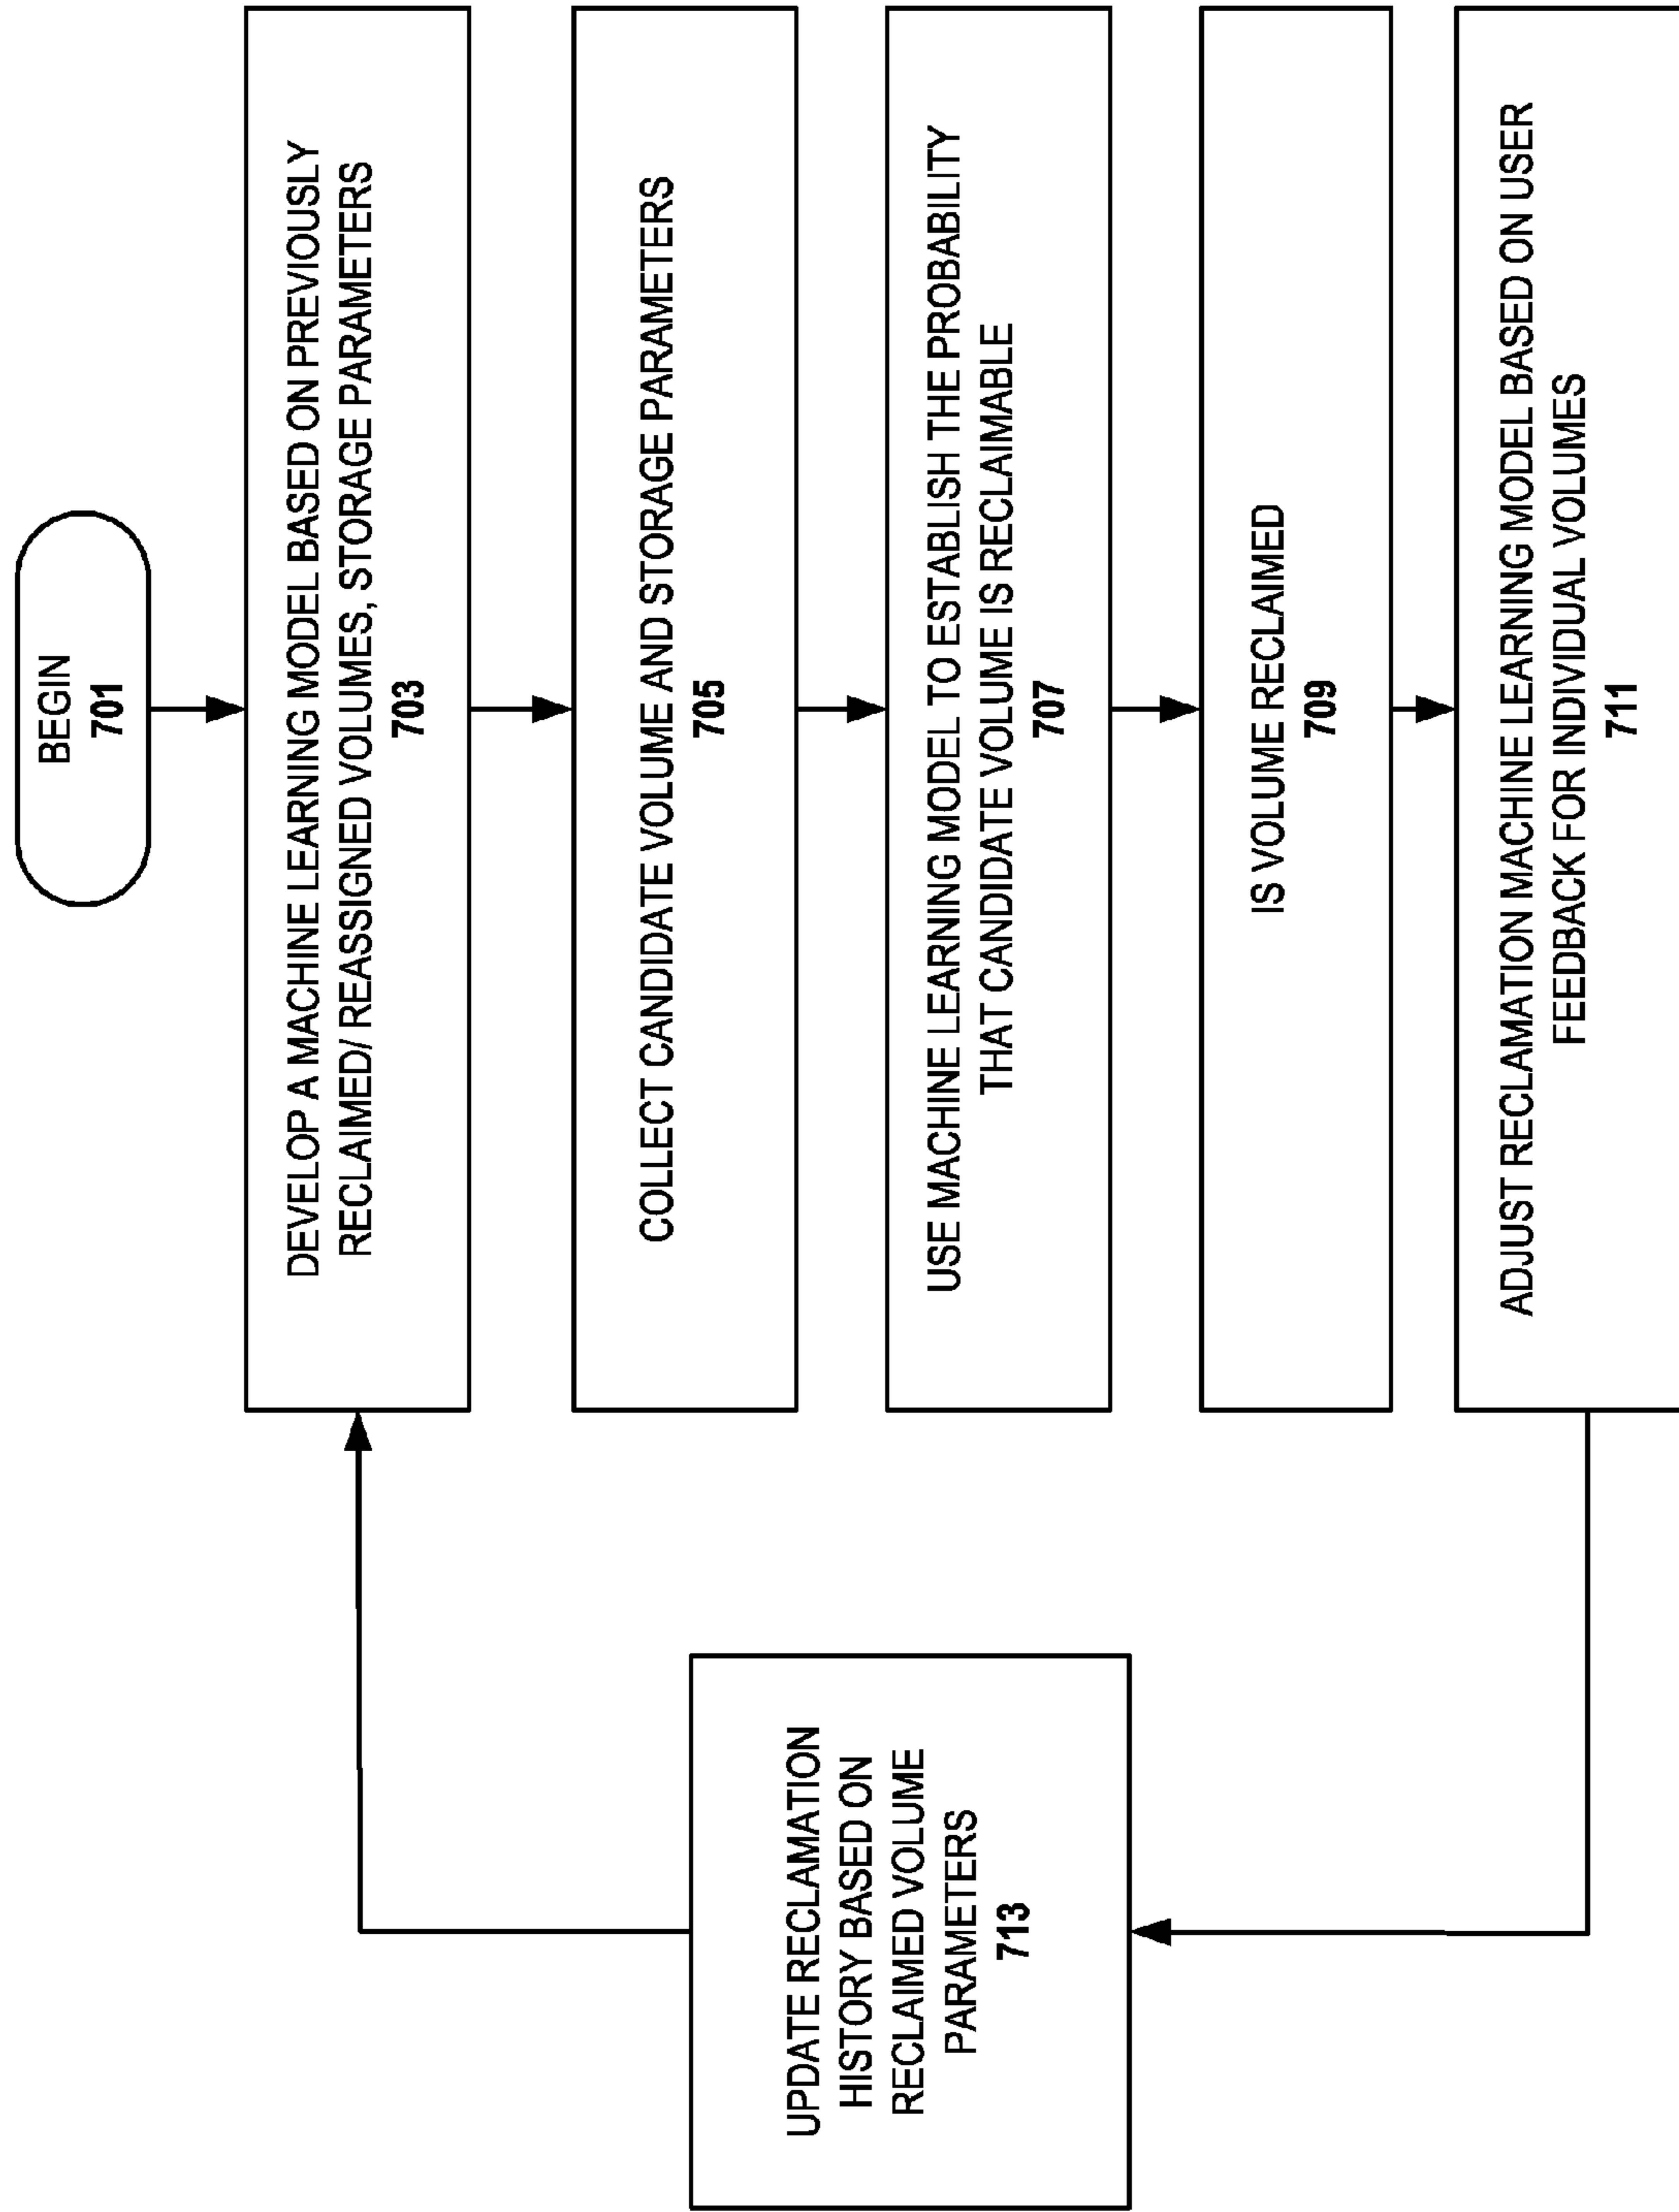 BEGIN
701
DEVELOP A MACHINE LEARNING MODEL BASED ON PREVIOUSLY
RECLAIMED/ REASSIGNED VOLUMES, STORAGE PARAMETERS
703
COLLECT CANDIDATE VOLUME AND STORAGE PARAMETERS
705
USE MACHINE LEARNING MODEL TO ESTABLISH THE PROBABILITY
THAT CANDIDATE VOLUME IS RECLAIMABLE
707
IS VOLUME RECLAIMED
709
ADJUST RECLAMATION MACHINE LEARNING MODEL BASED ON USER
FEEDBACK FOR INDIVIDUAL VOLUMES
711
UPDATE RECLAMATION
HISTORY BASED ON
RECLAIMED VOLUME
PARAMETERS
713